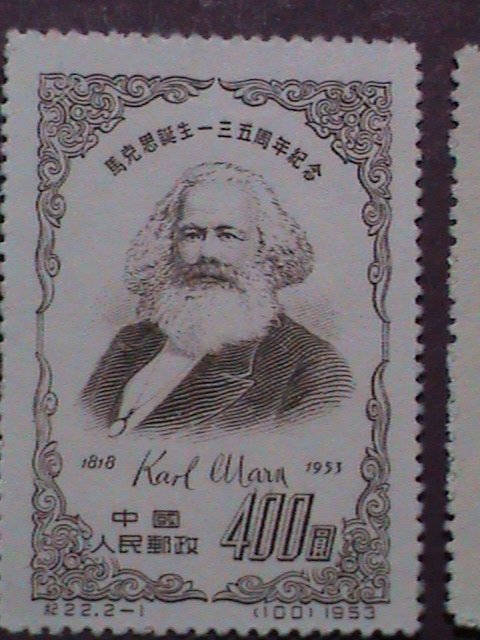 馬克思誕生一三五周年紀念
1818 Karl Marx 1953
中國
人民郵政 400圓
紀22.2-1 (100) 1953